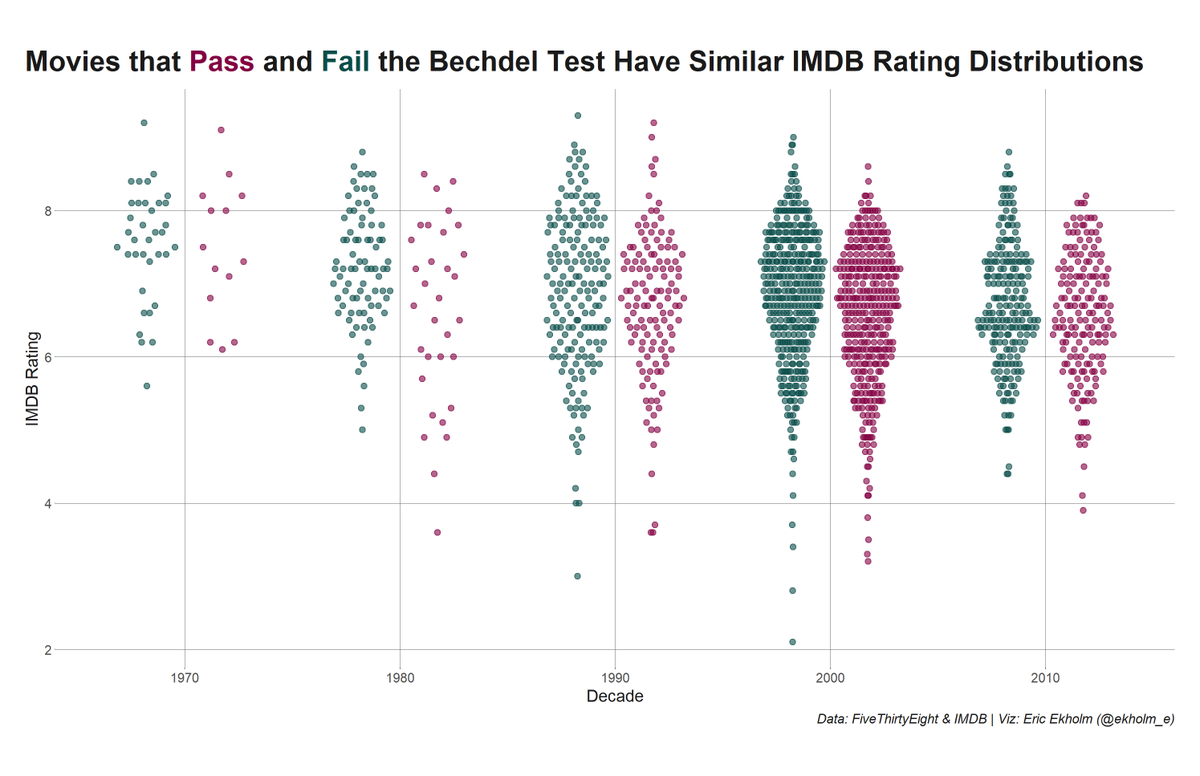 Movies that Pass and Fail the Bechdel Test Have Similar IMDB Rating Distributions
8
6
4
2
IMDB Rating
1970 1980 1990 2000 2010
Decade
Data: FiveThirtyEight & IMDB | Viz: Eric Ekholm (@ekholm_e)